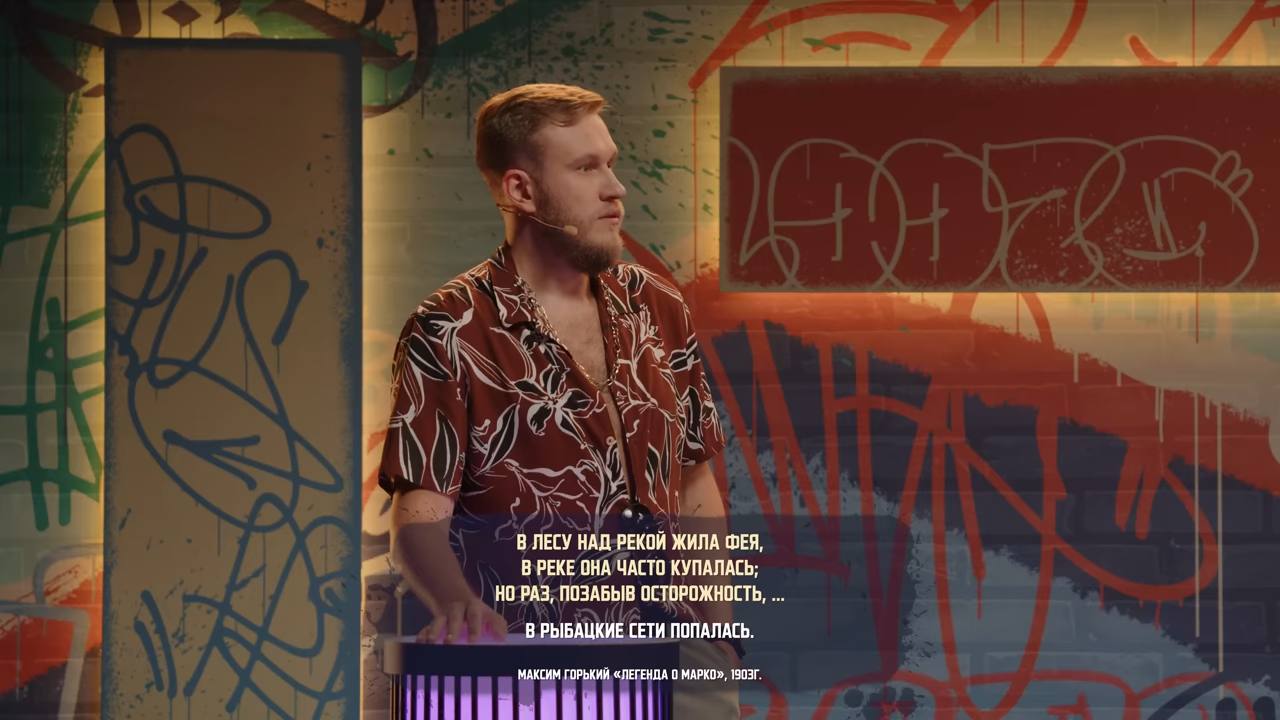 В ЛЕСУ НАД РЕКОЙ ЖИЛА ФЕЯ,
В РЕКЕ ОНА ЧАСТО КУПАЛАСЬ;
НО РАЗ, ПОЗАБЫВ ОСТОРОЖНОСТЬ, ...
В РЫБАЦКИЕ СЕТИ ПОПАЛАСЬ.
МАКСИМ ГОРЬКИЙ «ЛЕГЕНДА О МАРКО», 1903Г.